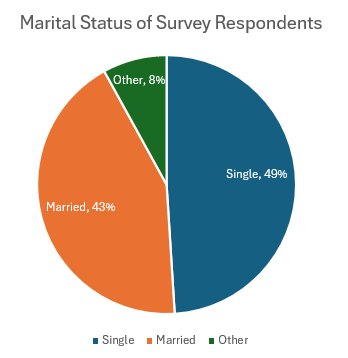 Marital Status of Survey Respondents
Other, 8%
Single, 49%
Married, 43%
Single Married Other